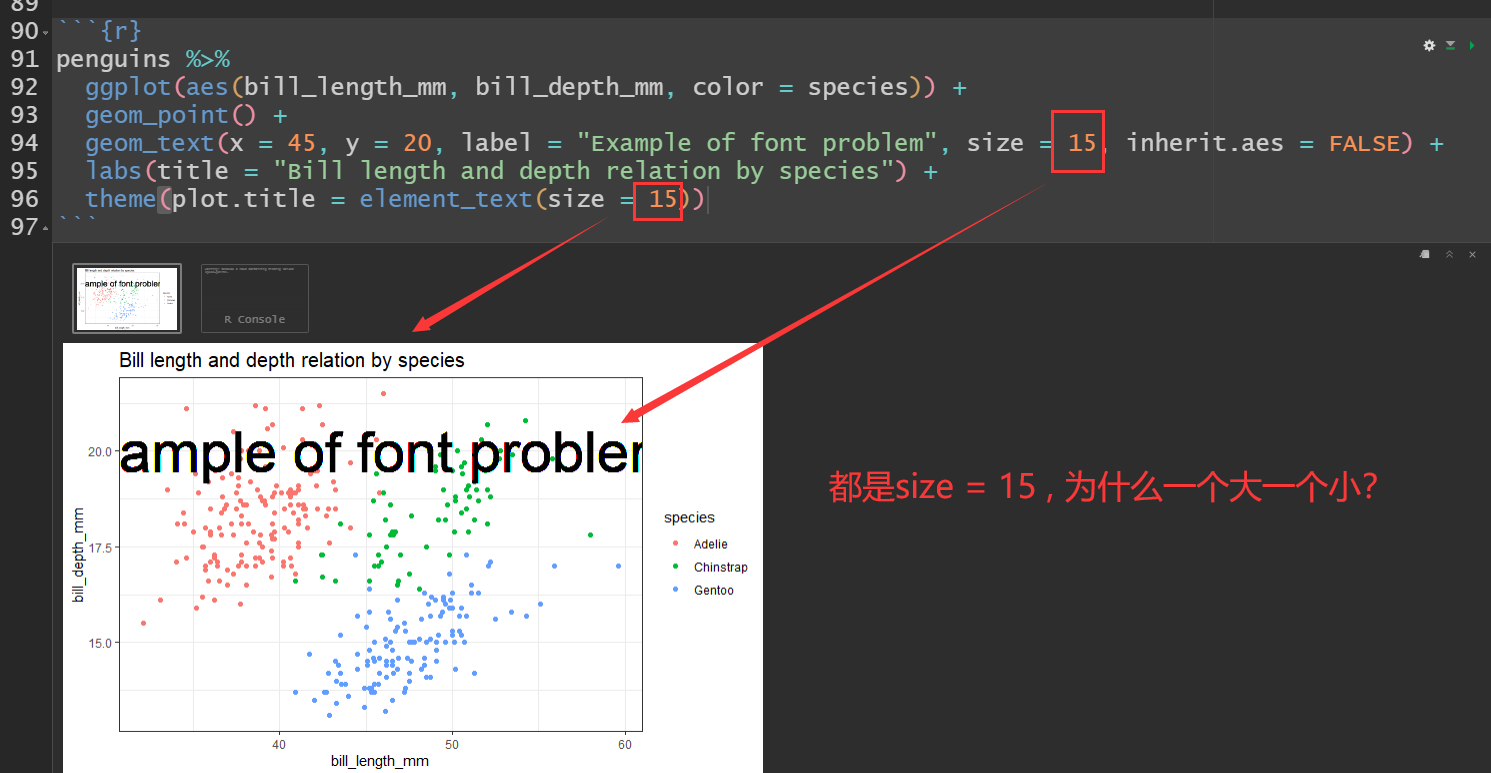 89
90 ```{r}
91 penguins %>%
92 ggplot(aes(bill_length_mm, bill_depth_mm, color = species)) +
93 geom_point() +
94 geom_text(x = 45, y = 20, label = "Example of font problem", size = 15, inherit.aes = FALSE) +
95 labs(title = "Bill length and depth relation by species") +
96 theme(plot.title = element_text(size = 15))
97 ```
R Console
Bill length and depth relation by species
ample of font probler
20.0
17.5
15.0
bill_depth_mm
40 50 60
bill_length_mm
species
Adelie
Chinstrap
Gentoo
都是size = 15 , 为什么一个大一个小?